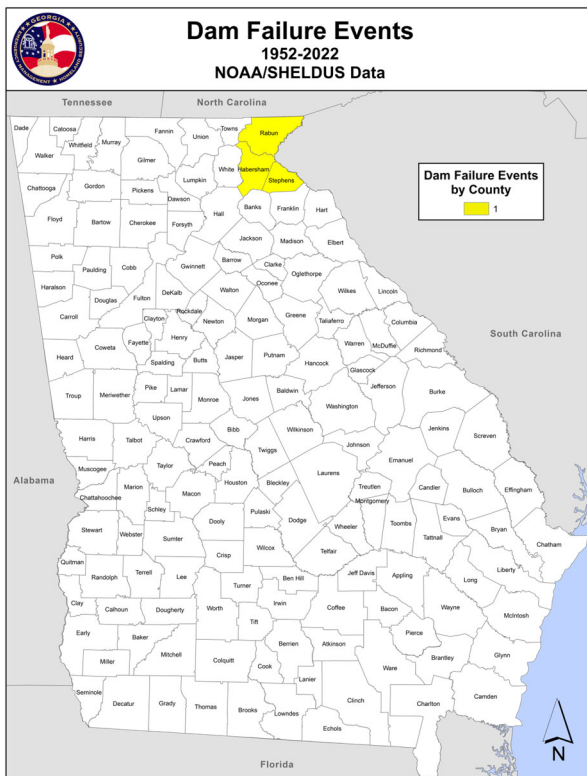 GEORGIA
EMERGENCY MANAGEMENT
HOMELAND SECURITY
Dam Failure Events
1952-2022
NOAA/SHELDUS Data
Tennessee
North Carolina
Dam Failure Events
by County
1
South Carolina
Alabama
Florida
N
Dade
Catoosa
Whitfield
Murray
Fannin
Union
Towns
Rabun
Walker
Gilmer
White
Habersham
Stephens
Lumpkin
Chattooga
Gordon
Pickens
Dawson
Banks
Franklin
Hart
Hall
Floyd
Bartow
Cherokee
Forsyth
Jackson
Madison
Elbert
Polk
Paulding
Cobb
Gwinnett
Barrow
Clarke
Oglethorpe
Oconee
Haralson
Douglas
Fulton
DeKalb
Walton
Wilkes
Lincoln
Carroll
Clayton
Rockdale
Newton
Morgan
Greene
Taliaferro
Columbia
McDuffie
Warren
Richmond
Heard
Coweta
Fayette
Henry
Spalding
Butts
Jasper
Putnam
Hancock
Glascock
Jefferson
Burke
Troup
Meriwether
Pike
Lamar
Monroe
Jones
Baldwin
Washington
Upson
Jenkins
Screven
Harris
Talbot
Crawford
Bibb
Wilkinson
Johnson
Emanuel
Twiggs
Muscogee
Taylor
Peach
Houston
Bleckley
Laurens
Treutlen
Candler
Bulloch
Effingham
Chattahoochee
Marion
Macon
Schley
Montgomery
Stewart
Webster
Sumter
Dooly
Pulaski
Dodge
Wheeler
Toombs
Tattnall
Evans
Bryan
Chatham
Crisp
Wilcox
Telfair
Quitman
Randolph
Terrell
Lee
Turner
Ben Hill
Jeff Davis
Appling
Long
Liberty
Clay
Calhoun
Dougherty
Worth
Irwin
Coffee
Bacon
Wayne
McIntosh
Tift
Early
Baker
Mitchell
Berrien
Atkinson
Pierce
Miller
Colquitt
Cook
Ware
Brantley
Glynn
Lanier
Seminole
Decatur
Grady
Thomas
Brooks
Lowndes
Clinch
Charlton
Camden
Echols